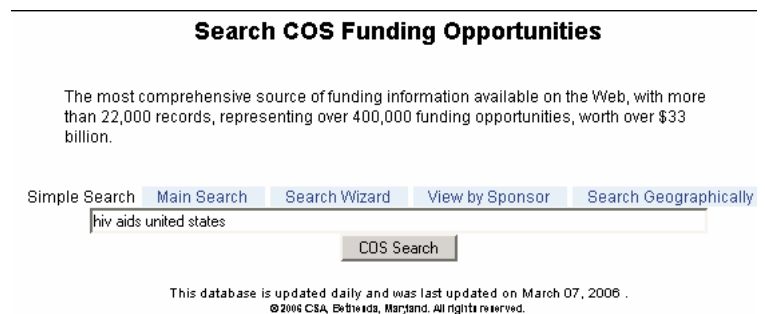 Search COS Funding Opportunities
The most comprehensive source of funding information available on the Web, with more
than 22,000 records, representing over 400,000 funding opportunities, worth over $33
billion.
Simple Search Main Search Search Wizard View by Sponsor Search Geographically
hiv aids united states
COS Search
This database is updated daily and was last updated on March 07, 2006 .
©2006 CSA, Bethesda, Maryland. All rights reserved.